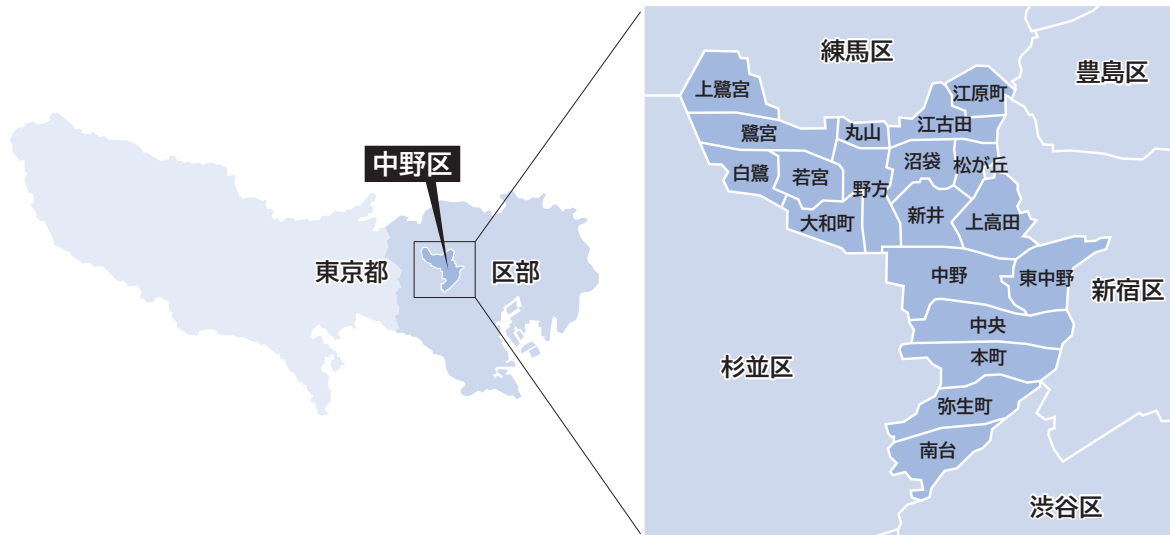 中野区
東京都
区部
練馬区
豊島区
上鷺宮
江原町
鷺宮
丸山
江古田
白鷺
若宮
野方
沼袋
松が丘
大和町
新井
上高田
中野
東中野
新宿区
中央
杉並区
本町
弥生町
南台
渋谷区